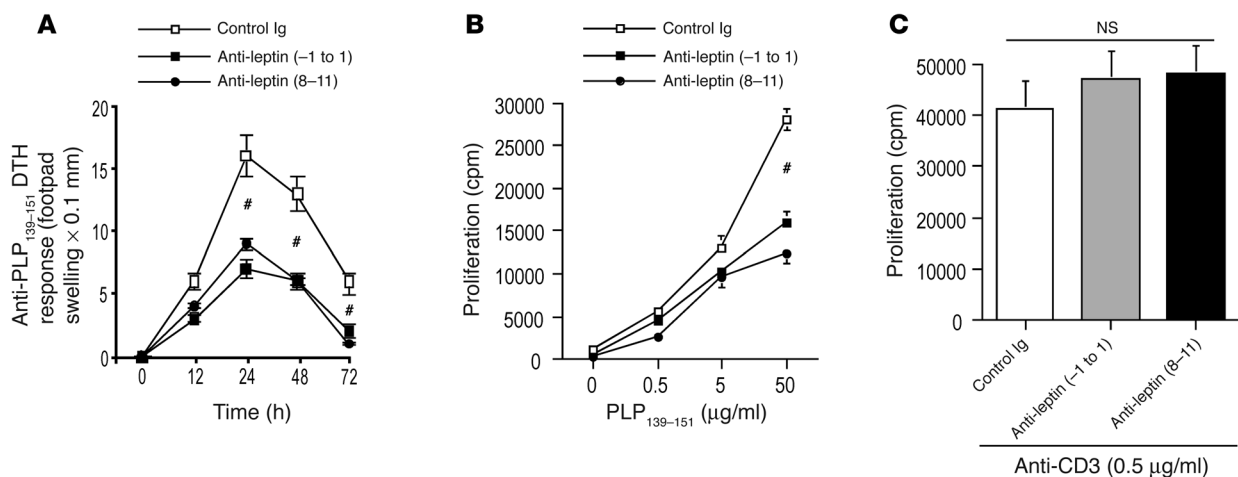 A
Control Ig
Anti-leptin (–1 to 1)
Anti-leptin (8–11)
Anti-PLP139–151 DTH
response (footpad
swelling × 0.1 mm)
20
15
10
5
0
#
#
#
0 12 24 48 72
Time (h)
B
Control Ig
Anti-leptin (–1 to 1)
Anti-leptin (8–11)
Proliferation (cpm)
30000
25000
20000
15000
10000
5000
0
#
0 0.5 5 50
PLP139–151 (μg/ml)
C
NS
Proliferation (cpm)
50000
40000
30000
20000
40000
0
Control Ig
Anti-leptin (–1 to 1)
Anti-leptin (8–11)
Anti-CD3 (0.5 μg/ml)